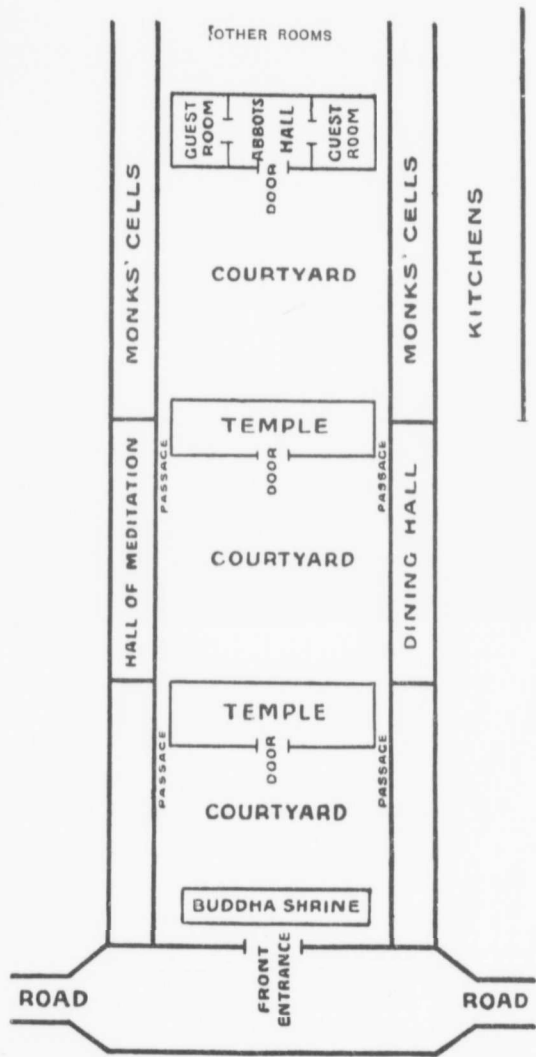 OTHER ROOMS
GUEST
ROOM
ABBOTS
HALL
GUEST
ROOM
DOOR
MONKS' CELLS
COURTYARD
MONKS' CELLS
KITCHENS
TEMPLE
PASSAGE
DOOR
PASSAGE
HALL OF MEDITATION
COURTYARD
DINING HALL
TEMPLE
PASSAGE
DOOR
PASSAGE
COURTYARD
BUDDHA SHRINE
FRONT
ENTRANCE
ROAD
ROAD